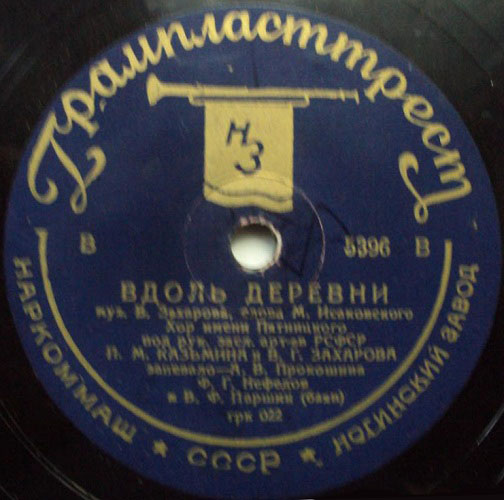 Грампласттрест
НЗ
В 5396 В
ВДОЛЬ ДЕРЕВНИ
муз. В. Захарова, слова М. Исаковского
Хор имени Пятницкого
под рук. засл. артов РСФСР
П. М. КАЗЬМИНА и В. Г. ЗАХАРОВА
запевало—А. В. Прокошина
Ф. Г. Нефедов
и В. Ф. Паршин (баян)
грк 022
НАРКОММАШ ★ СССР ★ НОГИНСКИЙ ЗАВОД